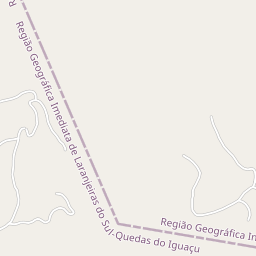 R
Região Geográfica Imediata de Laranjeiras do Sul-Quedas do Iguaçu
Região Geográfica Im